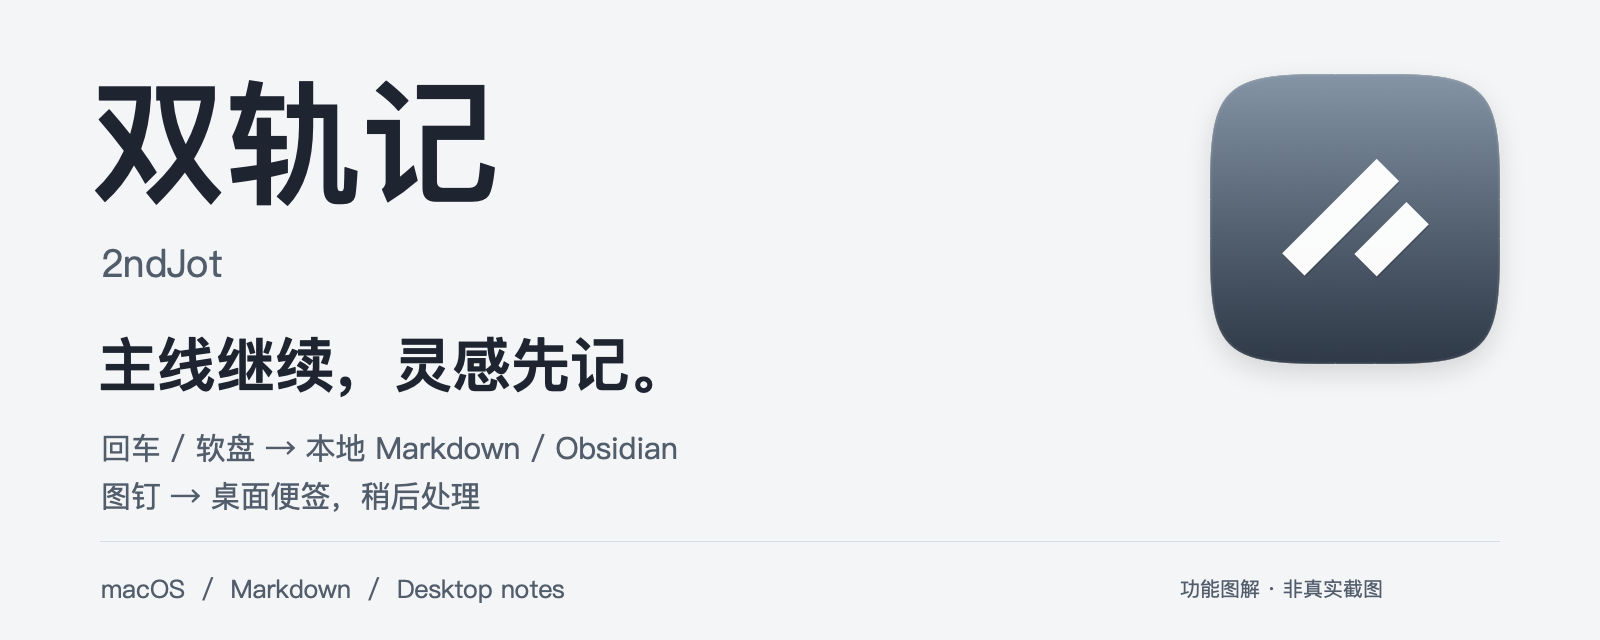 双轨记
2ndJot
主线继续，灵感先记。
回车 / 软盘 → 本地 Markdown / Obsidian
图钉 → 桌面便签，稍后处理
macOS / Markdown / Desktop notes
功能图解 · 非真实截图